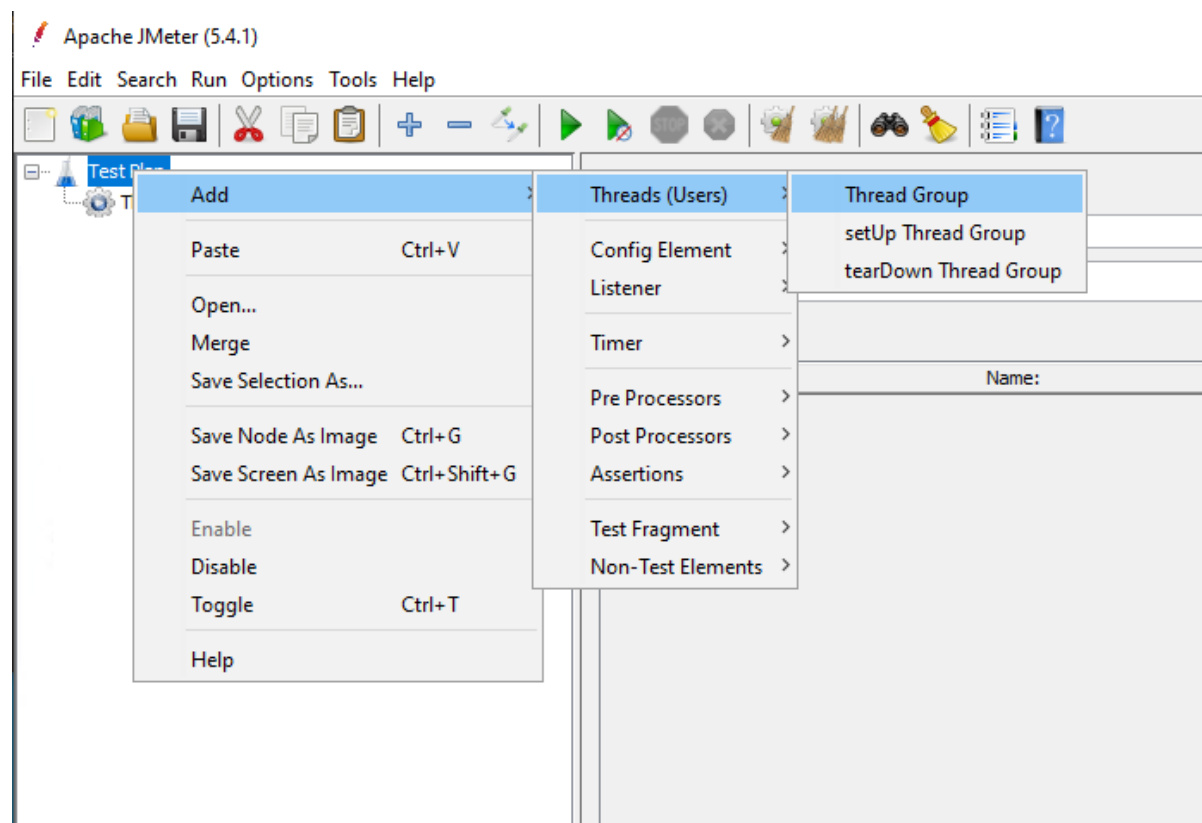 Apache JMeter (5.4.1)
File Edit Search Run Options Tools Help
STOP
?
Test Plan
T
Add
Paste Ctrl+V
Open...
Merge
Save Selection As...
Save Node As Image Ctrl+G
Save Screen As Image Ctrl+Shift+G
Enable
Disable
Toggle Ctrl+T
Help
Threads (Users)
Config Element
Listener
Timer
Pre Processors
Post Processors
Assertions
Test Fragment
Non-Test Elements
Thread Group
setUp Thread Group
tearDown Thread Group
Name: